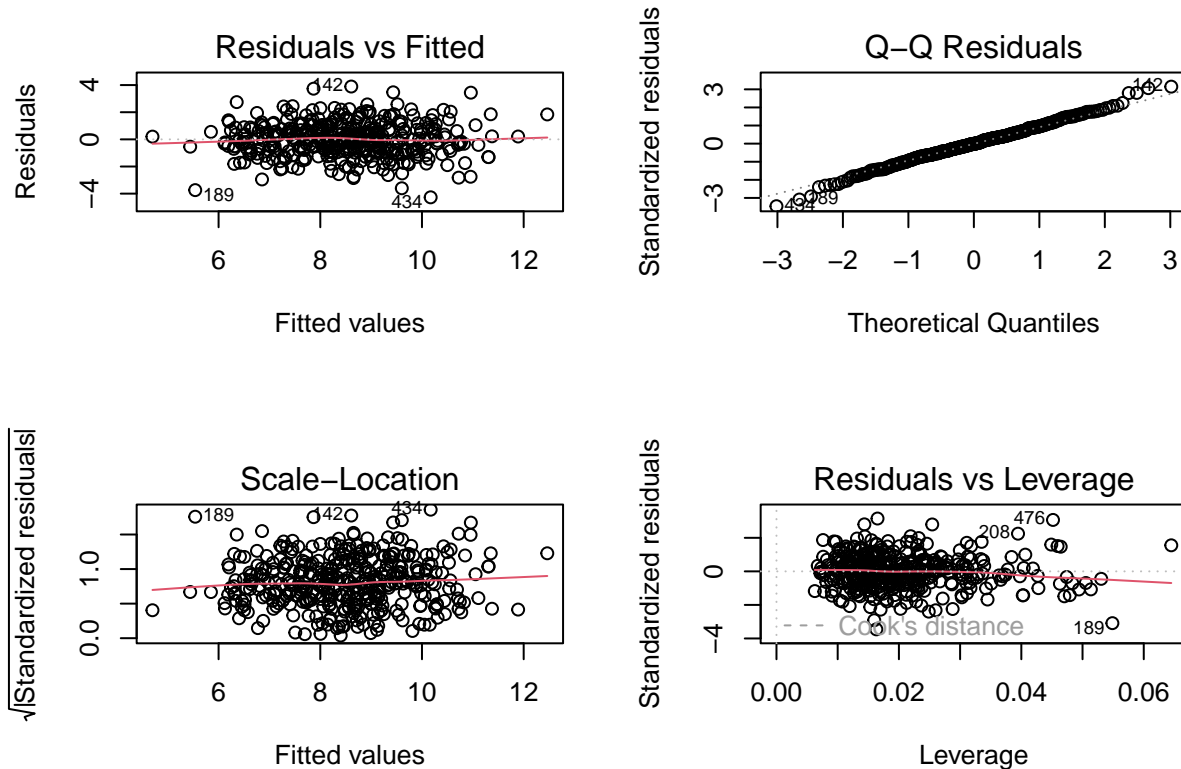 Residuals vs Fitted
Residuals
4
0
−4
142
189
434
6 8 10 12
Fitted values
Q−Q Residuals
Standardized residuals
3
0
−3
142
434
189
−3 −2 −1 0 1 2 3
Theoretical Quantiles
Scale−Location
√|Standardized residuals|
1.0
0.0
189
142
434
6 8 10 12
Fitted values
Residuals vs Leverage
Standardized residuals
0
−4
476
208
189
Cook's distance
0.00 0.02 0.04 0.06
Leverage